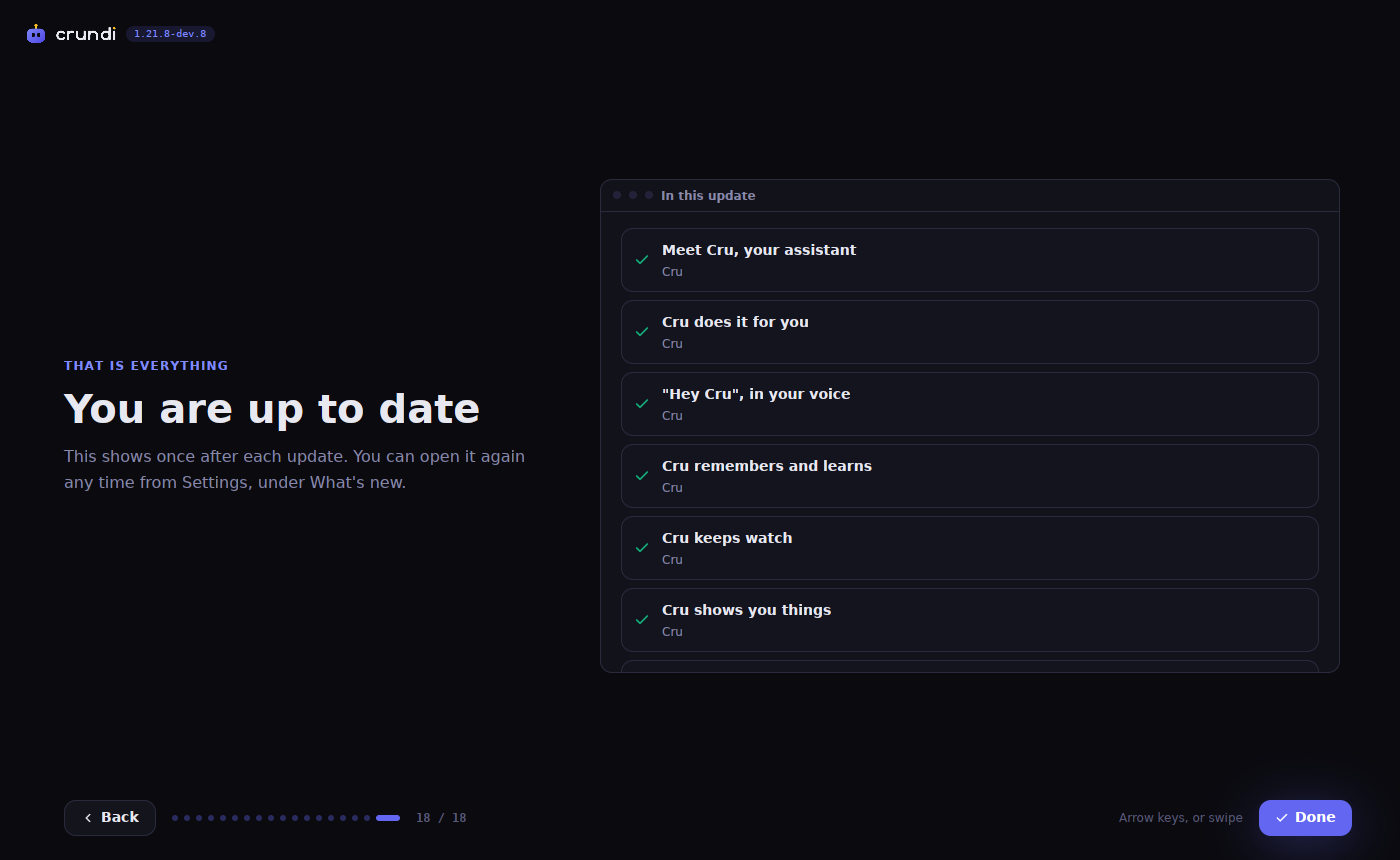 crundi 1.21.8-dev.8
In this update
Meet Cru, your assistant
Cru
Cru does it for you
Cru
THAT IS EVERYTHING
You are up to date
This shows once after each update. You can open it again
any time from Settings, under What's new.
"Hey Cru", in your voice
Cru
Cru remembers and learns
Cru
Cru keeps watch
Cru
Cru shows you things
Cru
Back
18 / 18
Arrow keys, or swipe
Done